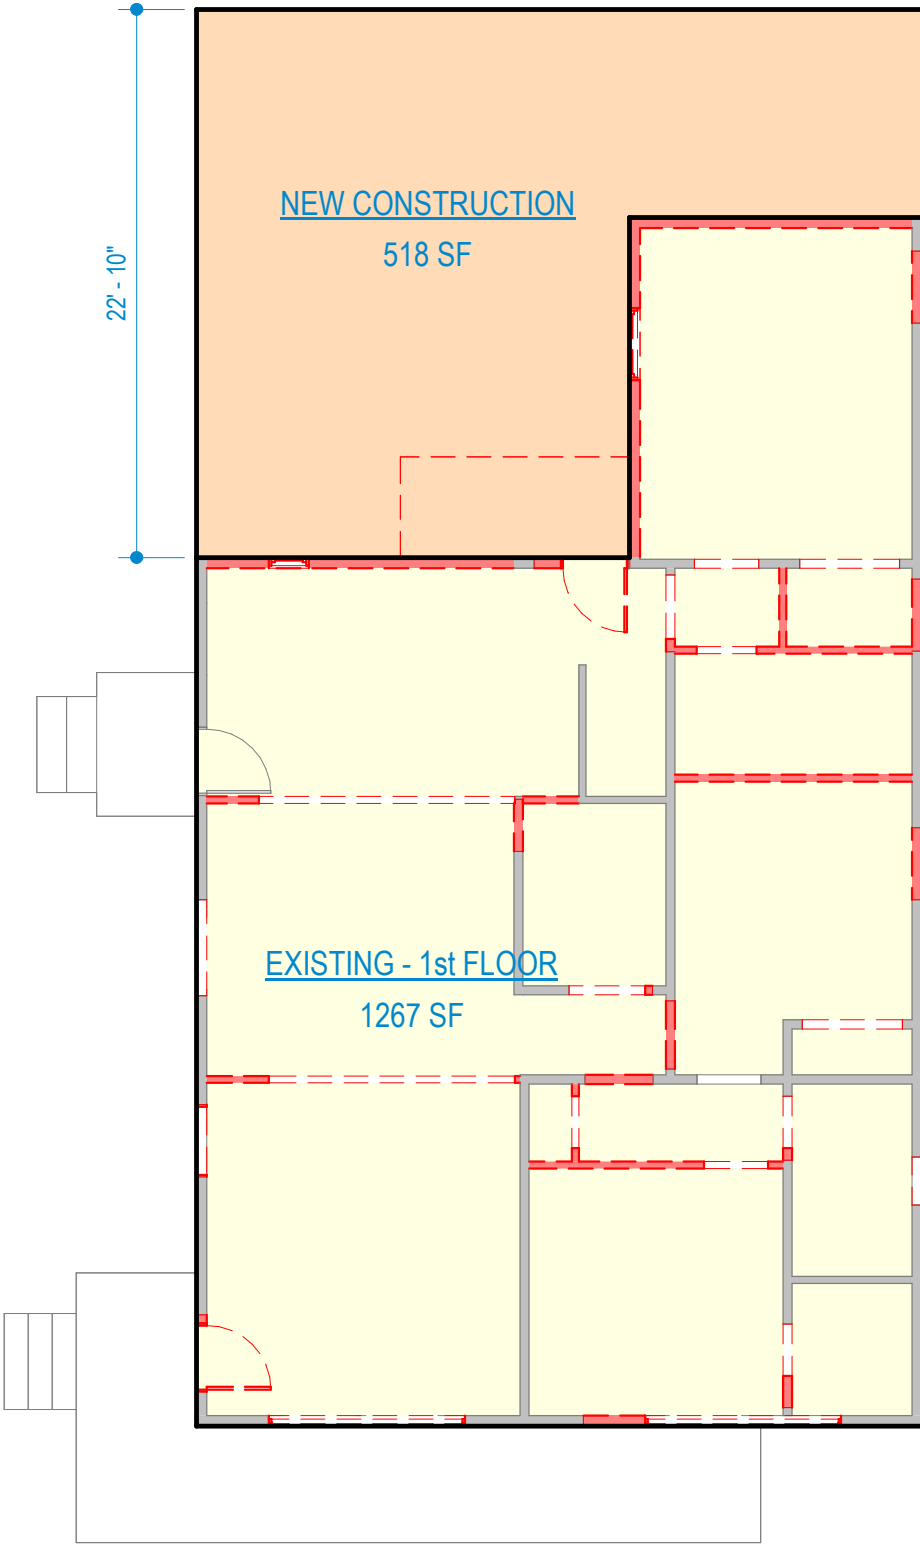 NEW CONSTRUCTION
518 SF
22' - 10"
EXISTING - 1st FLOOR
1267 SF